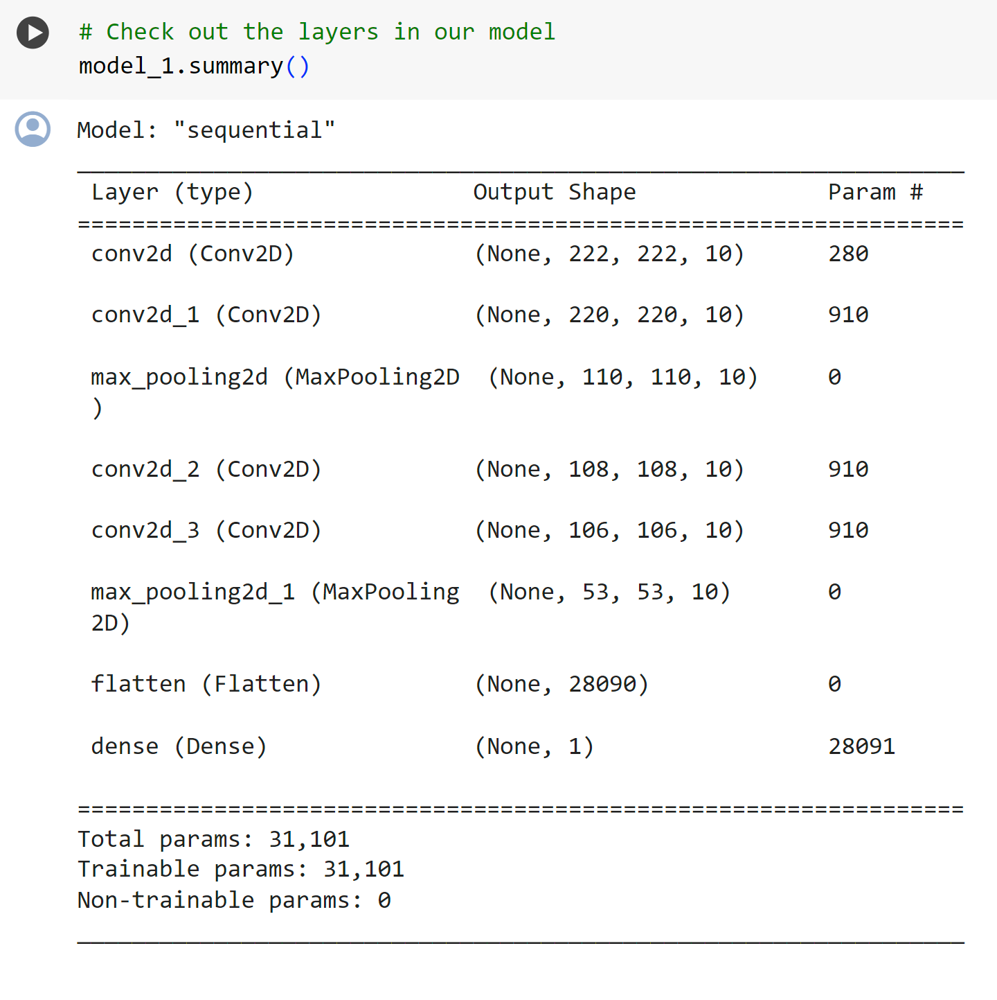 # Check out the layers in our model
model_1.summary()
Model: "sequential"
_________________________________________________________________
Layer (type) Output Shape Param #
=================================================================
conv2d (Conv2D) (None, 222, 222, 10) 280
conv2d_1 (Conv2D) (None, 220, 220, 10) 910
max_pooling2d (MaxPooling2D (None, 110, 110, 10) 0
)
conv2d_2 (Conv2D) (None, 108, 108, 10) 910
conv2d_3 (Conv2D) (None, 106, 106, 10) 910
max_pooling2d_1 (MaxPooling (None, 53, 53, 10) 0
2D)
flatten (Flatten) (None, 28090) 0
dense (Dense) (None, 1) 28091
=================================================================
Total params: 31,101
Trainable params: 31,101
Non-trainable params: 0
_________________________________________________________________